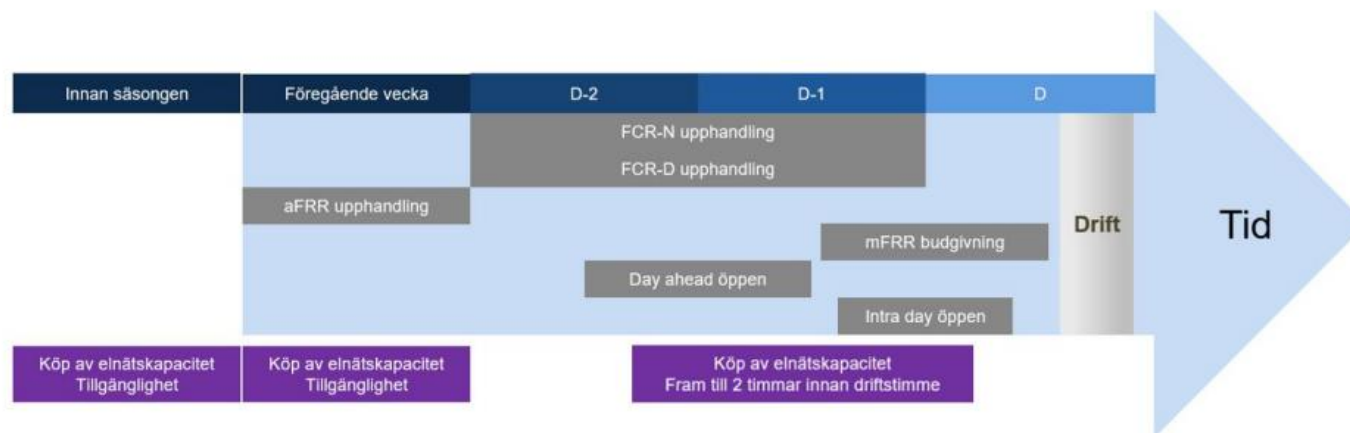 Innan säsongen
Föregående vecka
D-2
D-1
D
FCR-N upphandling
FCR-D upphandling
aFRR upphandling
mFRR budgivning
Day ahead öppen
Intra day öppen
Drift
Tid
Köp av elnätskapacitet
Tillgänglighet
Köp av elnätskapacitet
Tillgänglighet
Köp av elnätskapacitet
Fram till 2 timmar innan driftstimme